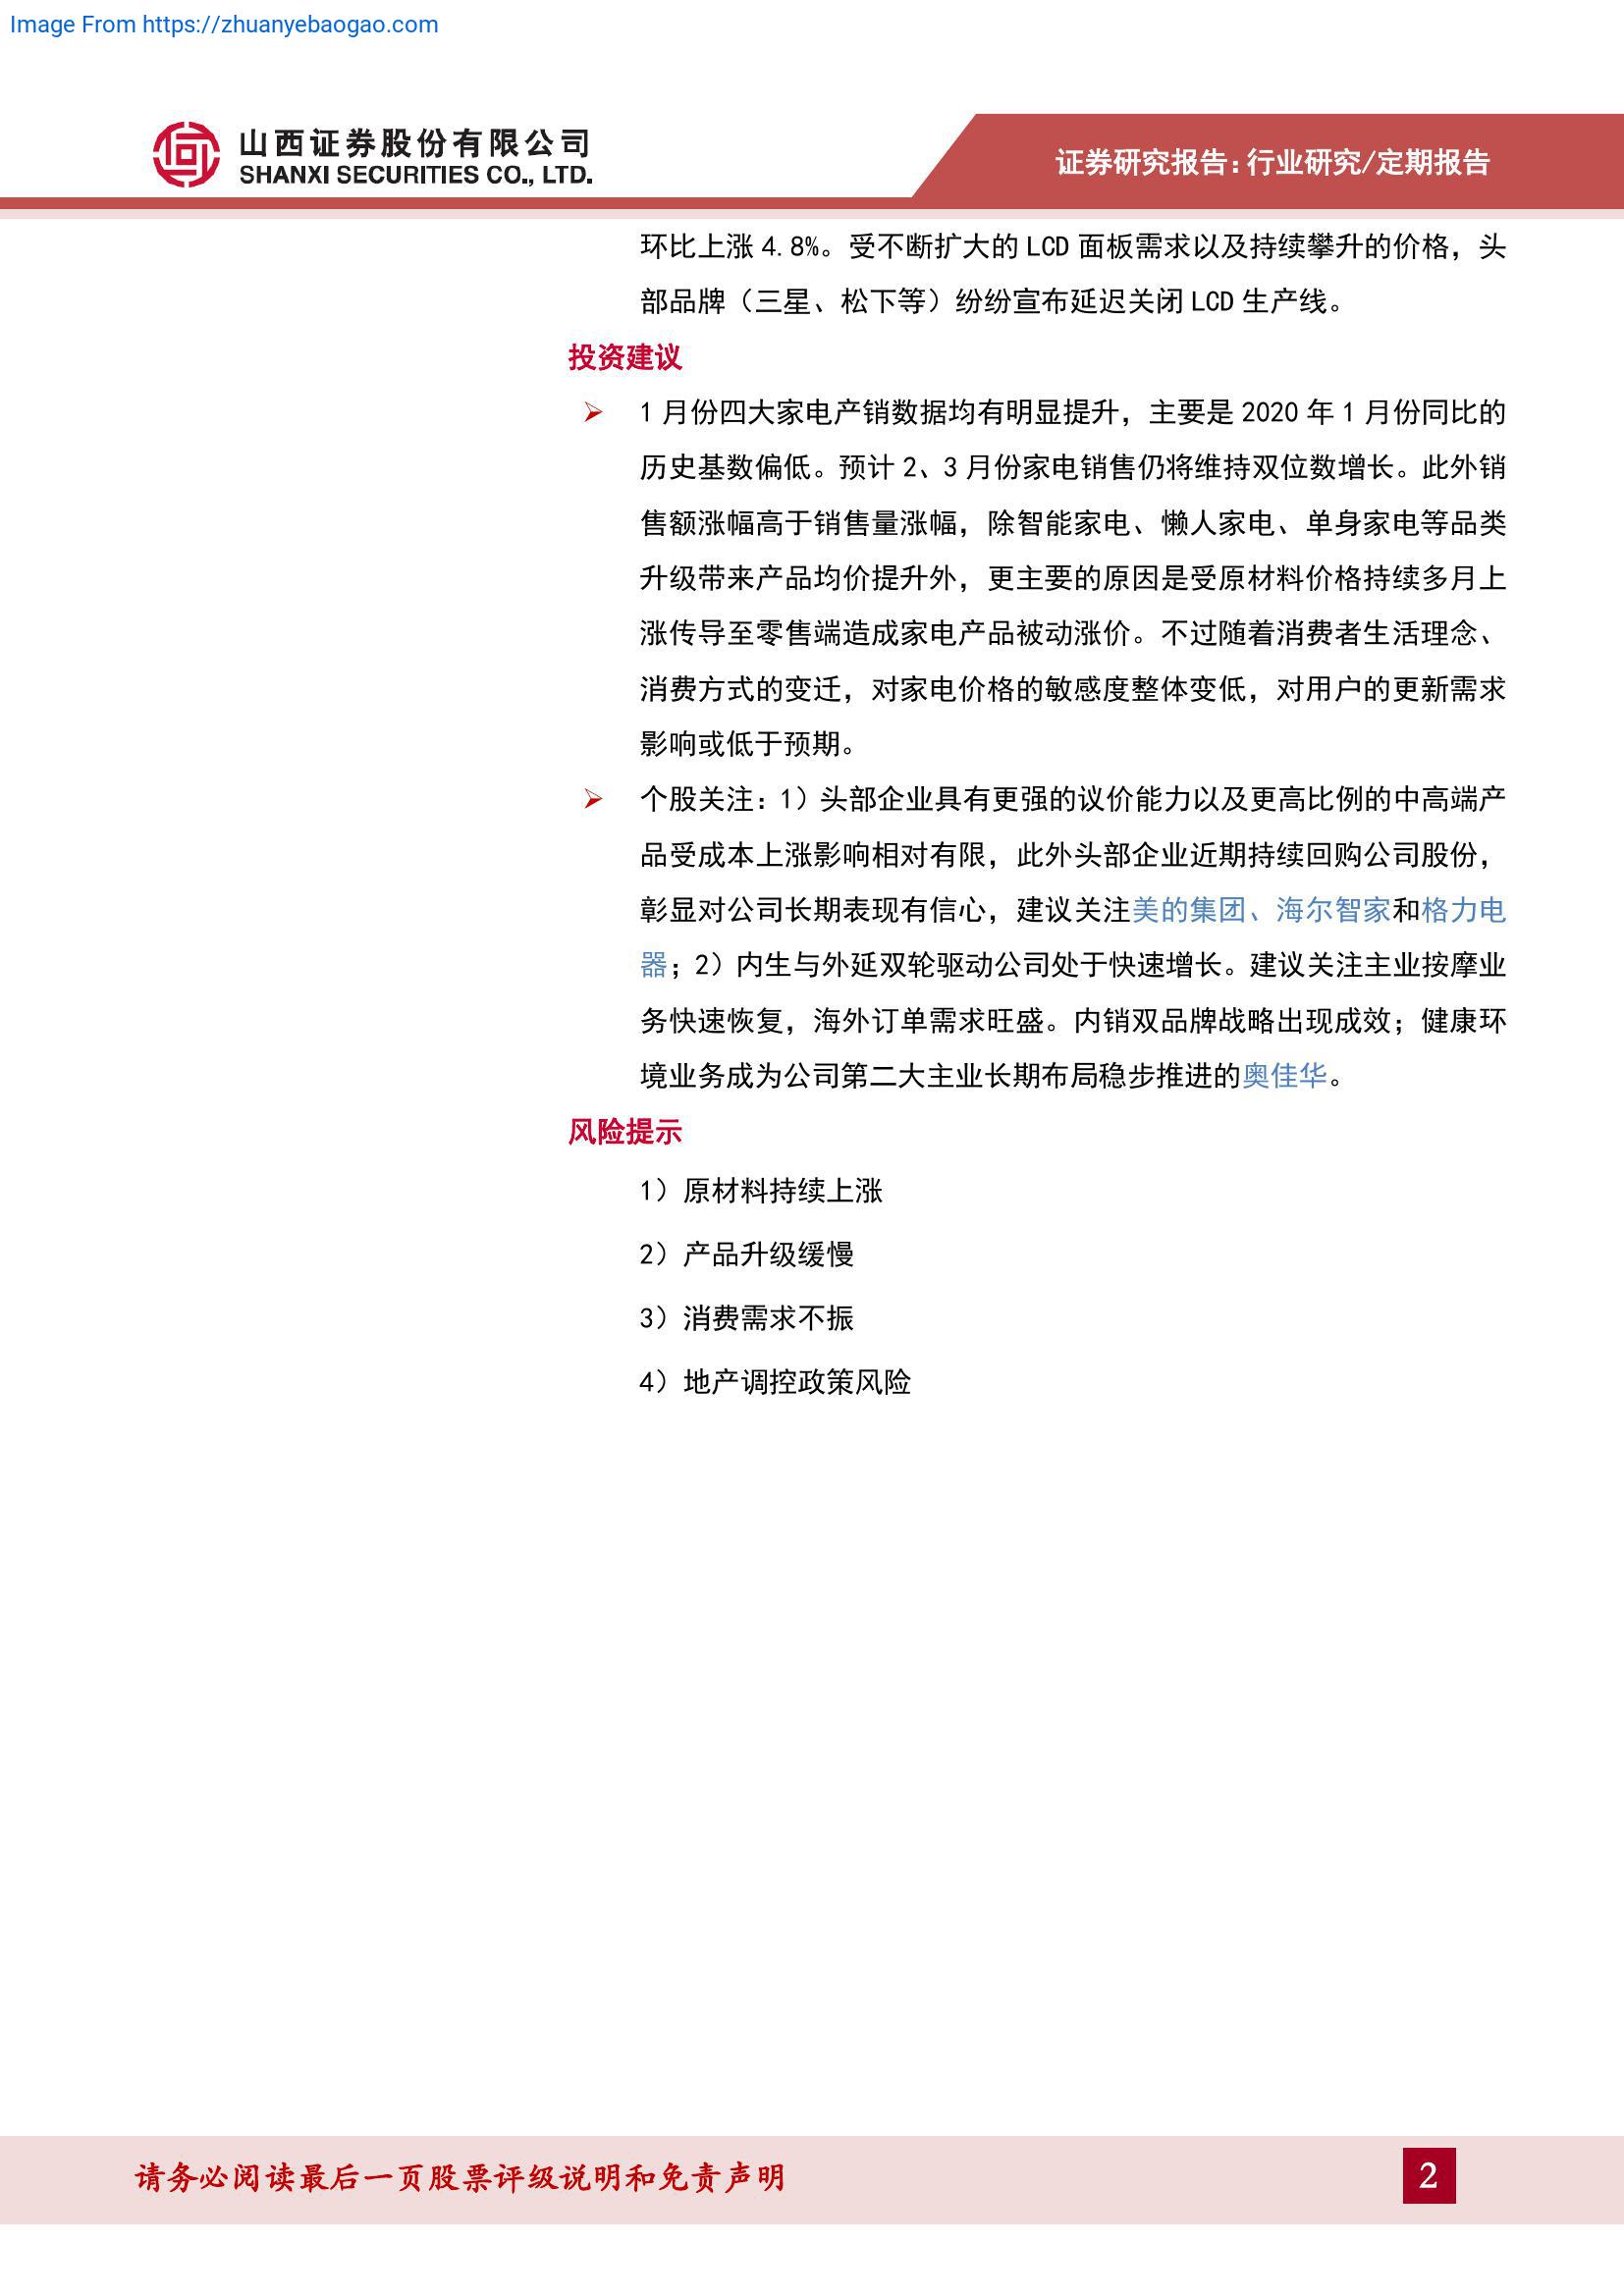 Image From https://zhuanyebaogao.com
山西证券股份有限公司
SHANXI SECURITIES CO., LTD.
证券研究报告：行业研究/定期报告
环比上涨 4.8%。受不断扩大的 LCD 面板需求以及持续攀升的价格，头
部品牌（三星、松下等）纷纷宣布延迟关闭 LCD 生产线。
投资建议
1 月份四大家电产销数据均有明显提升，主要是 2020 年 1 月份同比的
历史基数偏低。预计 2、3 月份家电销售仍将维持双位数增长。此外销
售额涨幅高于销售量涨幅，除智能家电、懒人家电、单身家电等品类
升级带来产品均价提升外，更主要的原因是受原材料价格持续多月上
涨传导至零售端造成家电产品被动涨价。不过随着消费者生活理念、
消费方式的变迁，对家电价格的敏感度整体变低，对用户的更新需求
影响或低于预期。
个股关注：1）头部企业具有更强的议价能力以及更高比例的中高端产
品受成本上涨影响相对有限，此外头部企业近期持续回购公司股份，
彰显对公司长期表现有信心，建议关注美的集团、海尔智家和格力电
器；2）内生与外延双轮驱动公司处于快速增长。建议关注主业按摩业
务快速恢复，海外订单需求旺盛。内销双品牌战略出现成效；健康环
境业务成为公司第二大主业长期布局稳步推进的奥佳华。
风险提示
1）原材料持续上涨
2）产品升级缓慢
3）消费需求不振
4）地产调控政策风险
请务必阅读最后一页股票评级说明和免责声明
2